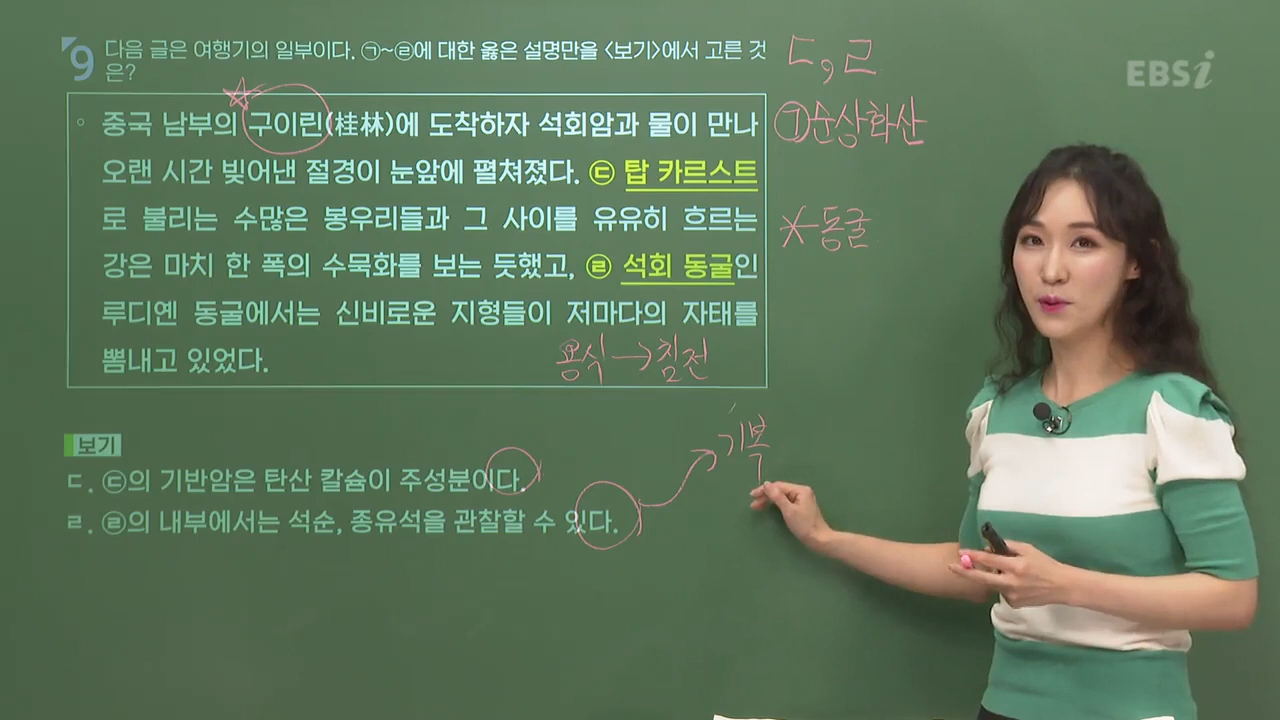 9 다음 글은 여행기의 일부이다. ㉠~㉣에 대한 옳은 설명만을 <보기>에서 고른 것
은?
ㄷ, ㄹ
EBSi
◦ 중국 남부의 구이린(桂林)에 도착하자 석회암과 물이 만나
㉠순상화산
오랜 시간 빚어낸 절경이 눈앞에 펼쳐졌다. ㉢ 탑 카르스트
로 불리는 수많은 봉우리들과 그 사이를 유유히 흐르는
동굴
강은 마치 한 폭의 수묵화를 보는 듯했고, ㉣ 석회 동굴인
루디옌 동굴에서는 신비로운 지형들이 저마다의 자태를
뽐내고 있었다.
용식→침전
기복
보기
ㄷ. ㉢의 기반암은 탄산 칼슘이 주성분이다.
ㄹ. ㉣의 내부에서는 석순, 종유석을 관찰할 수 있다.